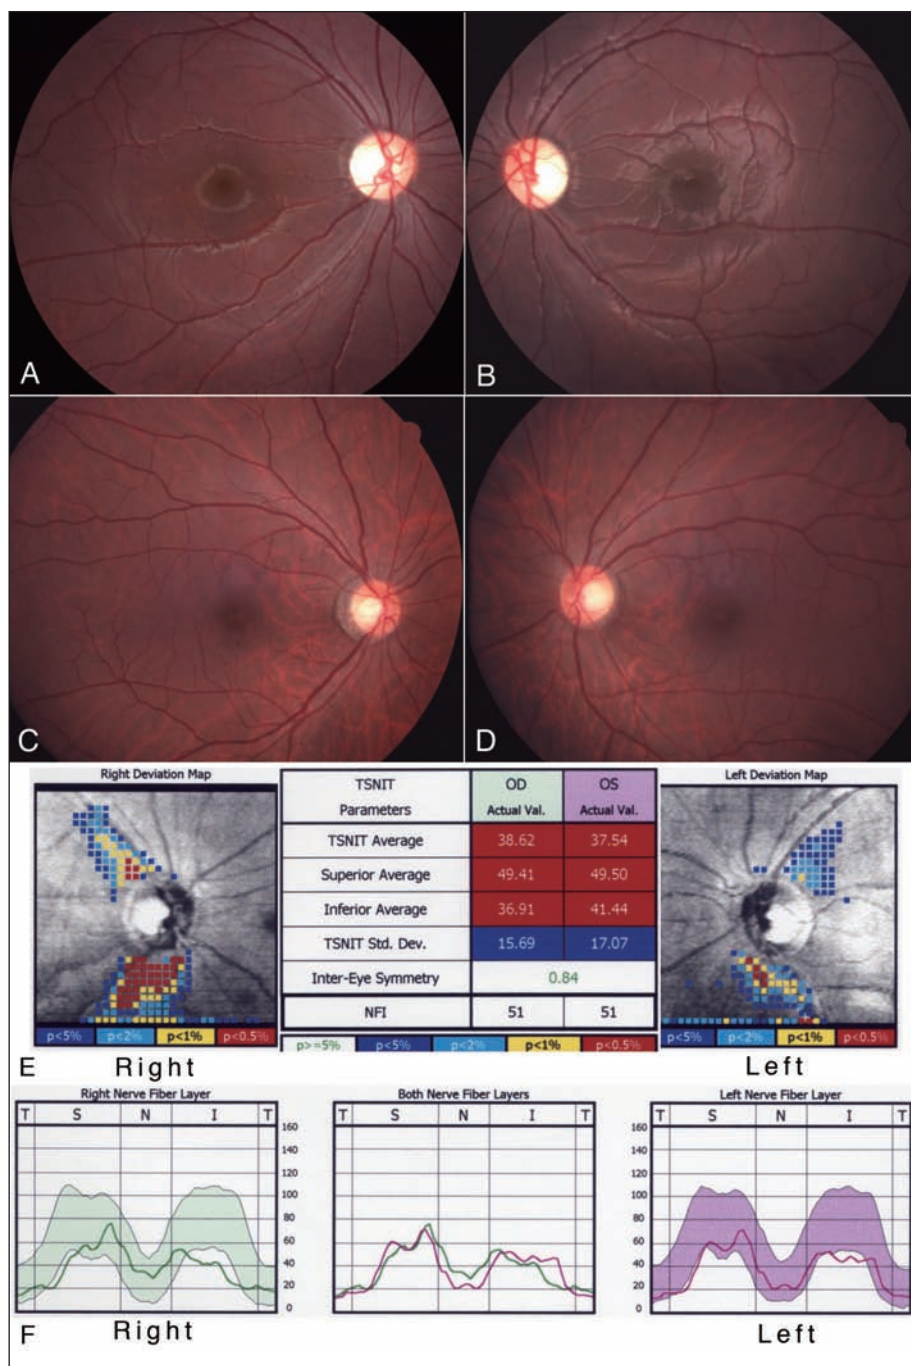 A
B
C
D
Right Deviation Map
TSNIT Parameters
OD Actual Val.
OS Actual Val.
Left Deviation Map
TSNIT Average 38.62 37.54
Superior Average 49.41 49.50
Inferior Average 36.91 41.44
TSNIT Std. Dev. 15.69 17.07
Inter-Eye Symmetry 0.84
NFI 51 51
p<5% p<2% p<1% p<0.5%
p>=5% p<5% p<2% p<1% p<0.5%
p<5% p<2% p<1% p<0.5%
E Right Left
Right Nerve Fiber Layer
T S N I T
160
140
120
100
80
60
40
20
0
Both Nerve Fiber Layers
T S N I T
Left Nerve Fiber Layer
T S N I T
160
140
120
100
80
60
40
20
0
F Right Left